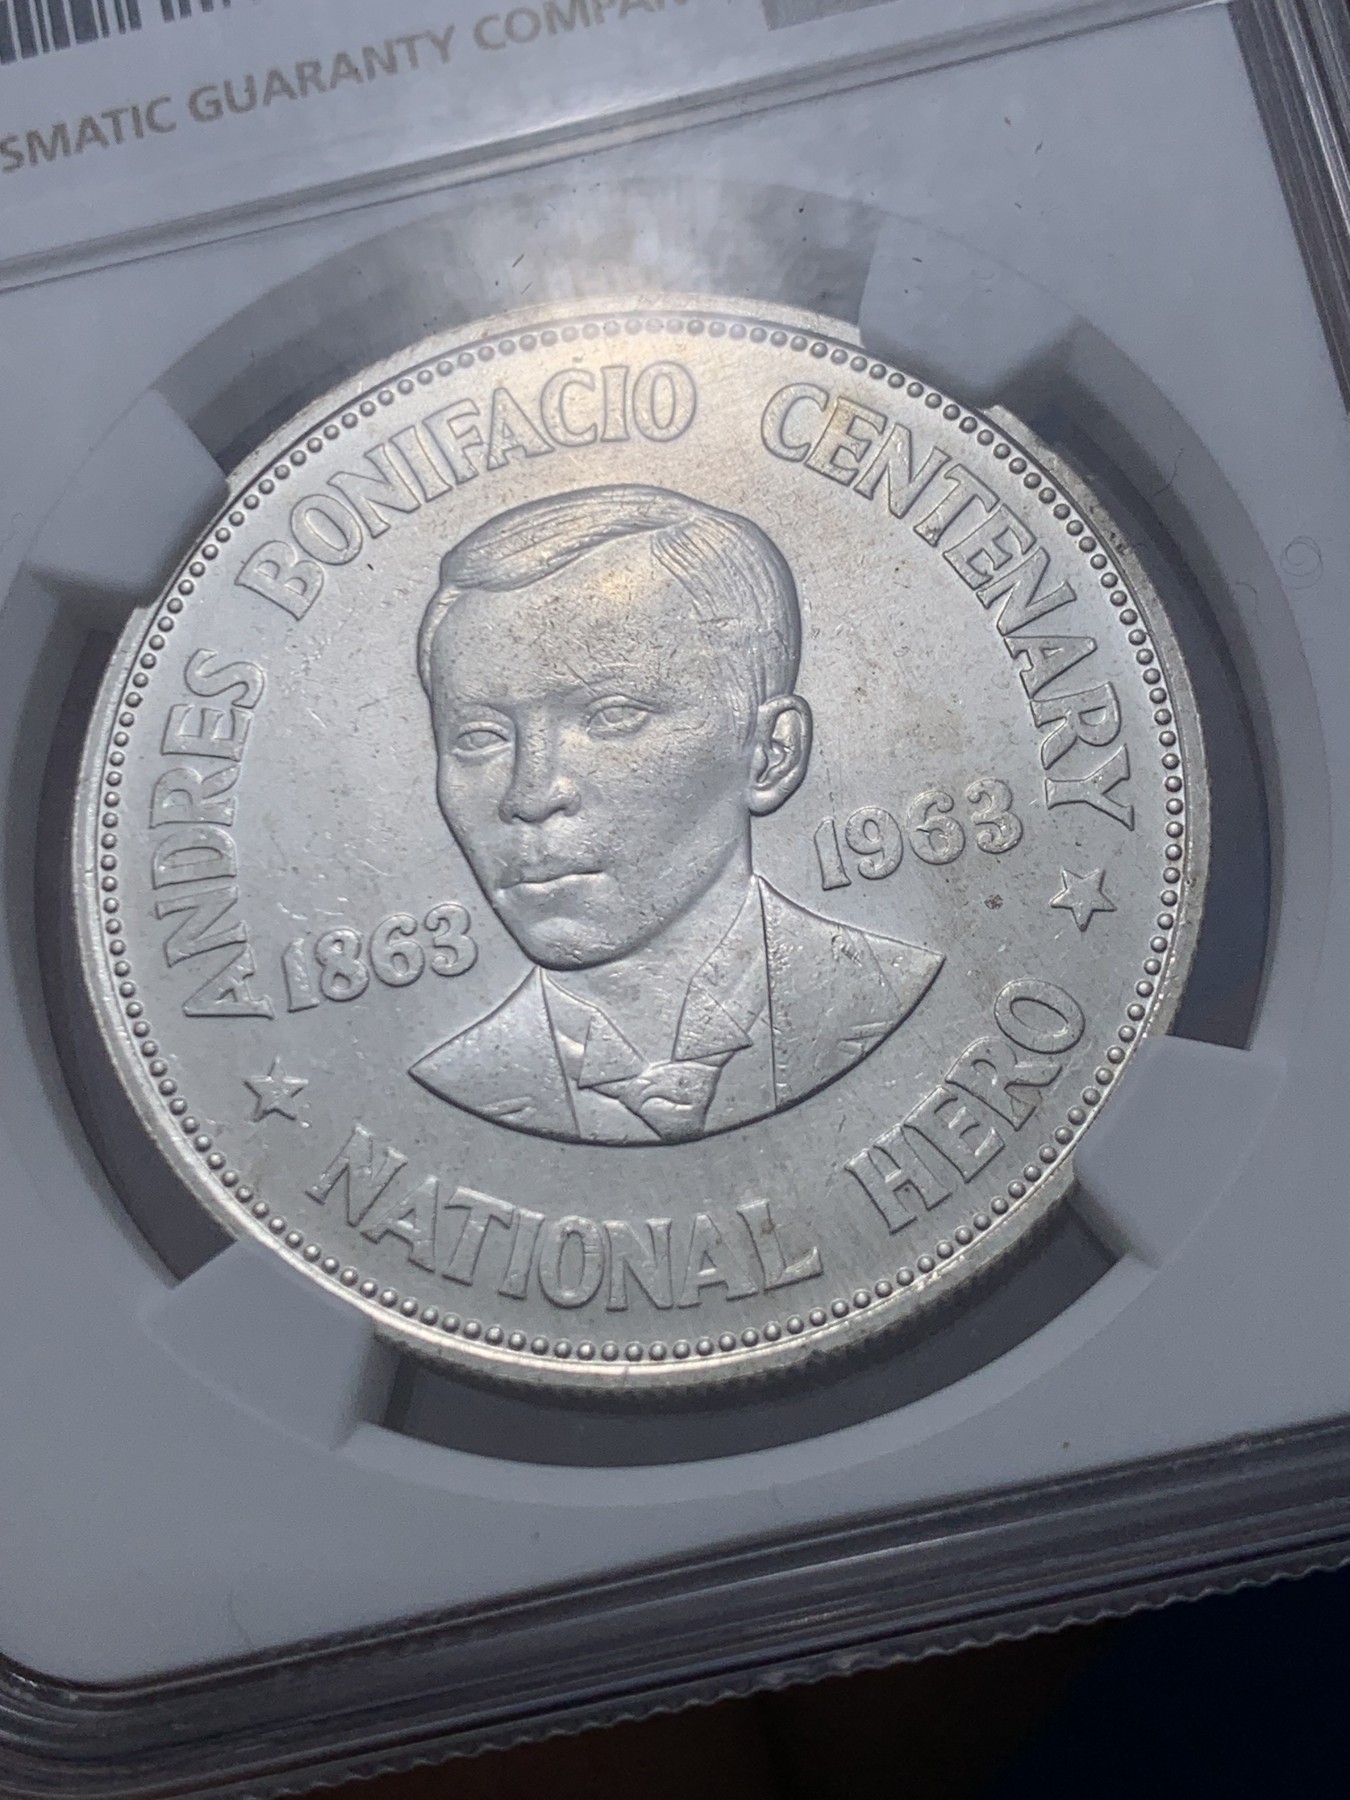 SMATIC GUARANTY COMPAN
ANDRES BONIFACIO CENTENARY
1863
1963
NATIONAL HERO